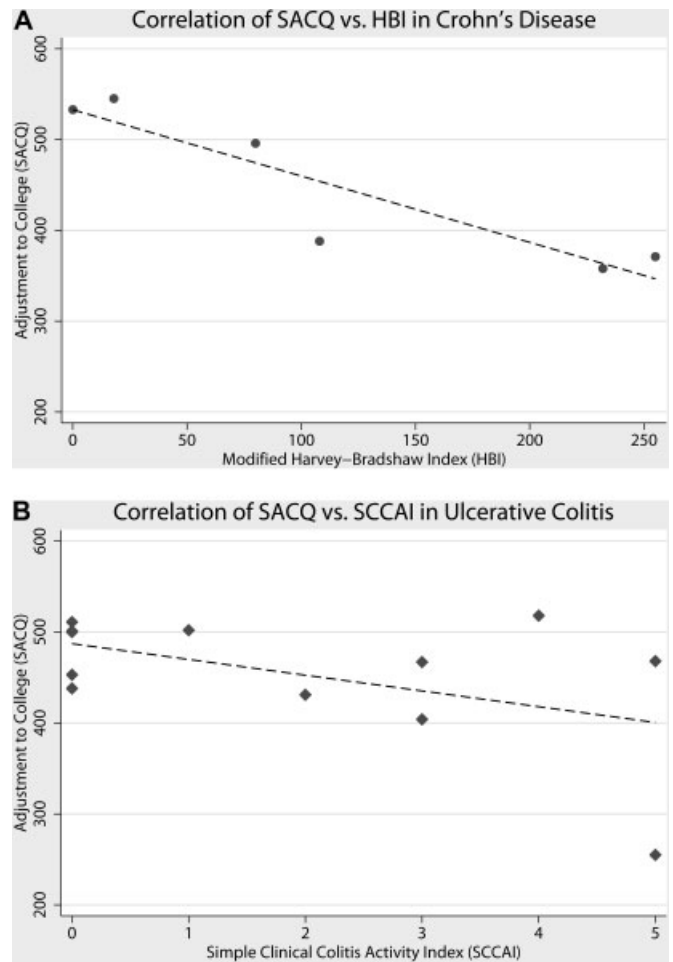 A
Correlation of SACQ vs. HBI in Crohn's Disease
Adjustment to College (SACQ)
600
500
400
300
200
0 50 100 150 200 250
Modified Harvey–Bradshaw Index (HBI)
B
Correlation of SACQ vs. SCCAI in Ulcerative Colitis
Adjustment to College (SACQ)
600
500
400
300
200
0 1 2 3 4 5
Simple Clinical Colitis Activity Index (SCCAI)